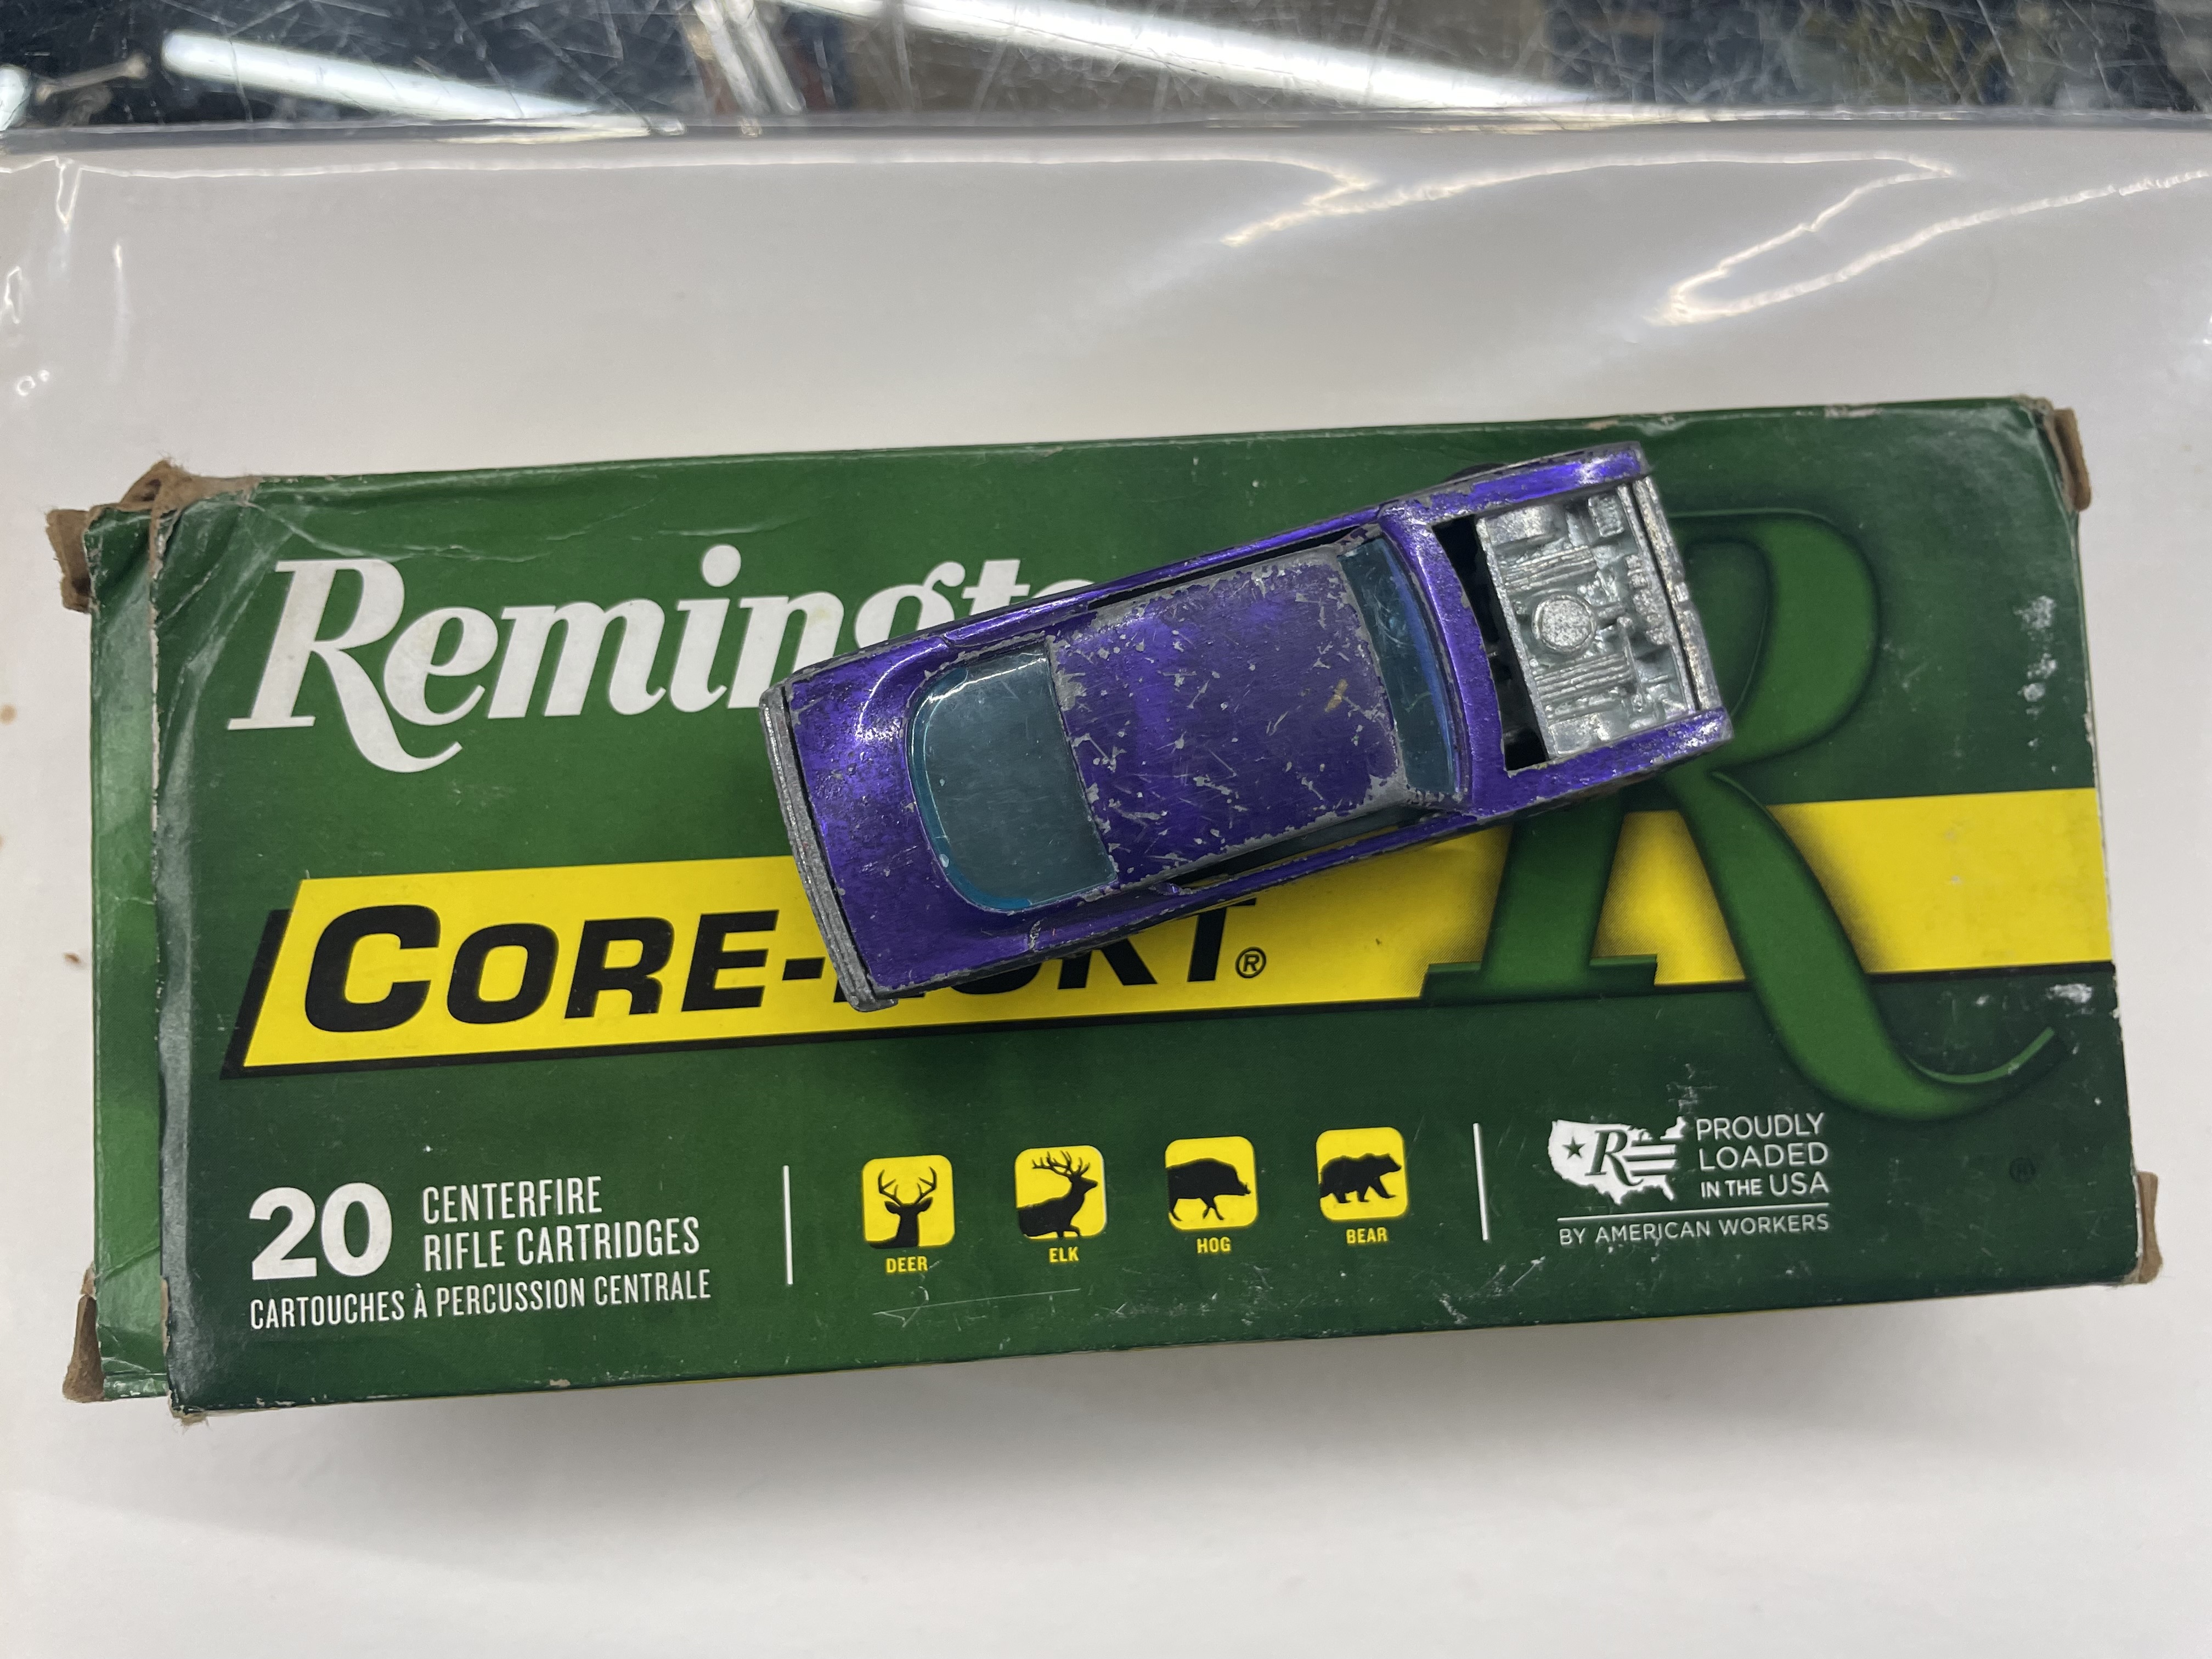 Remingto
CORE-
®
20 CENTERFIRE
RIFLE CARTRIDGES
CARTOUCHES À PERCUSSION CENTRALE
DEER
ELK
HOG
BEAR
R
PROUDLY
LOADED
IN THE USA
BY AMERICAN WORKERS
R
®